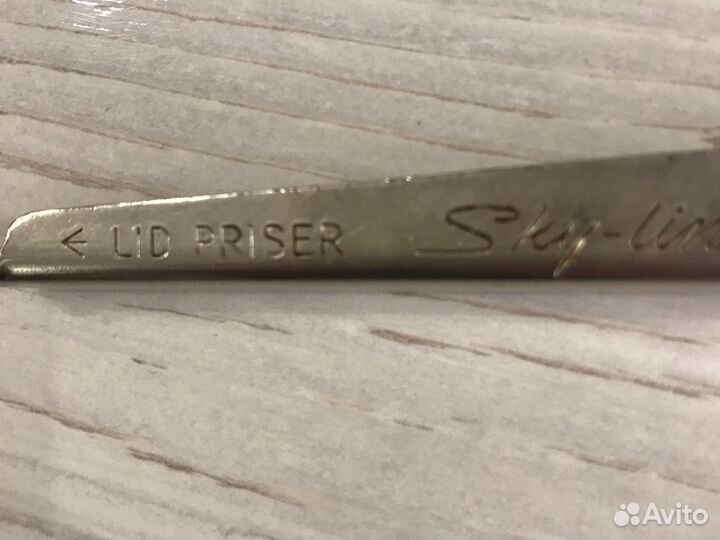 ← LID PRISER Sky-lin
Avito